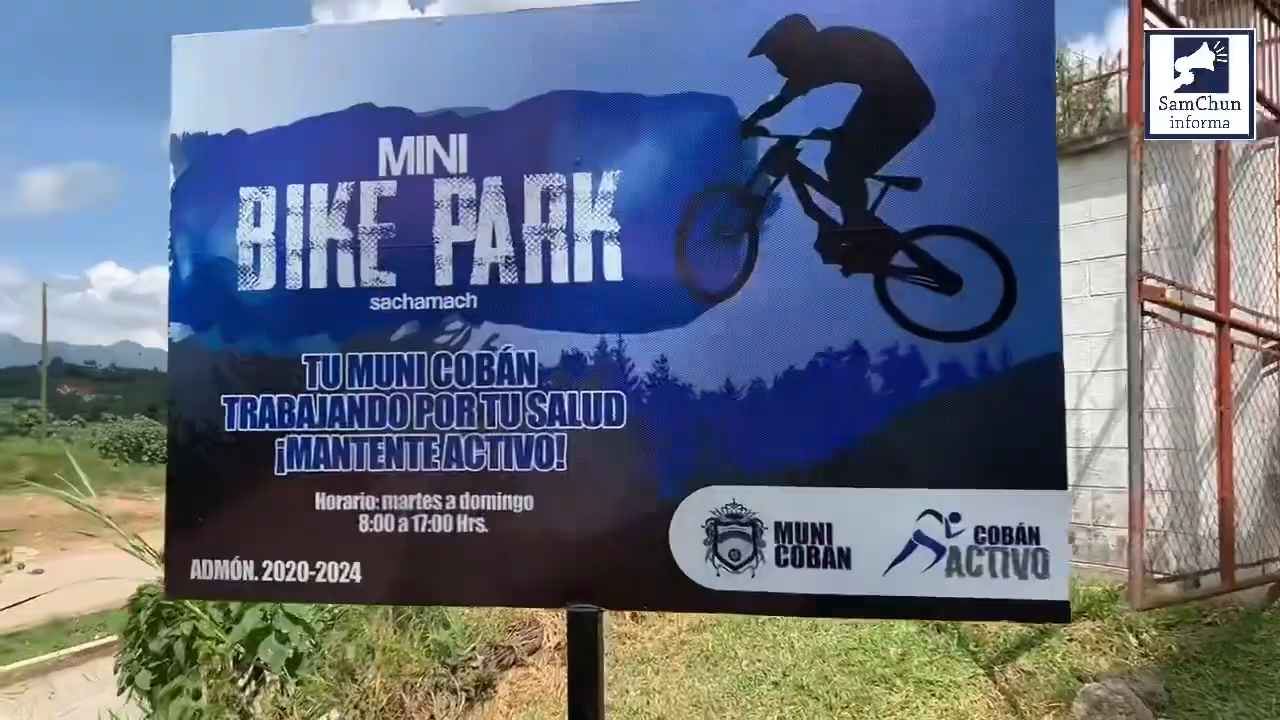 SamChun
informa
MINI
BIKE PARK
sachamach
TU MUNI COBÁN
TRABAJANDO POR TU SALUD
¡MANTENTE ACTIVO!
Horario: martes a domingo
8:00 a 17:00 Hrs.
ADMÓN. 2020-2024
MUNI
COBÁN
COBÁN
ACTIVO